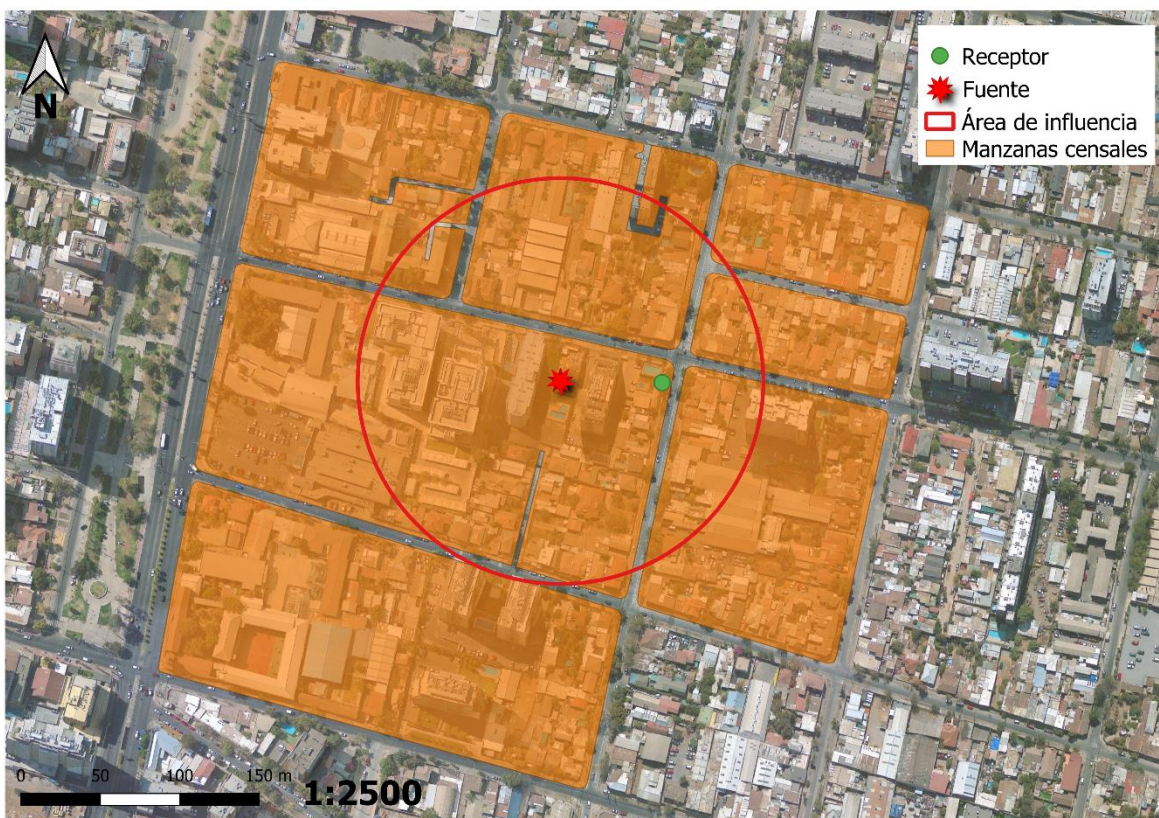 N
Receptor
Fuente
Área de influencia
Manzanas censales
0 50 100 150 m
1:2500